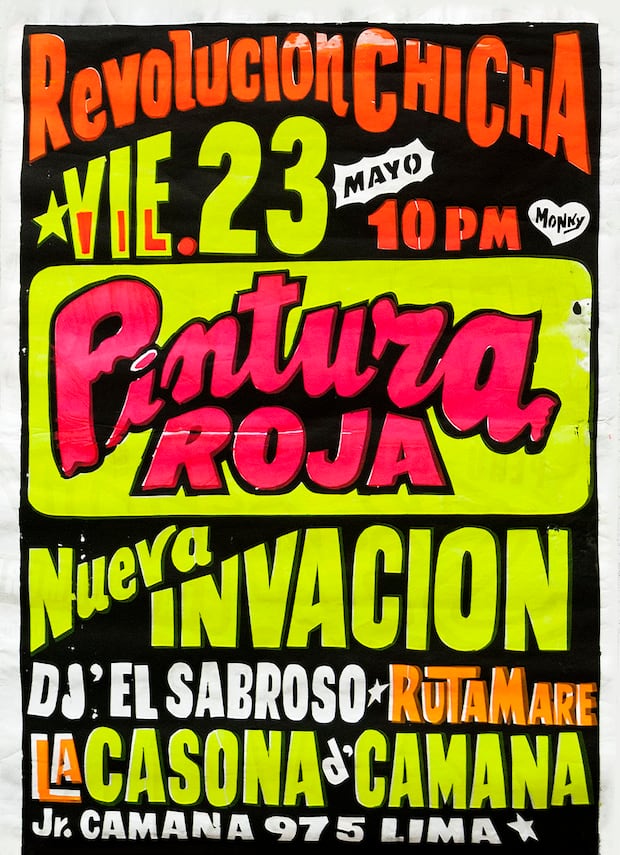 Revolucion CHICHA
VIE.23 MAYO
VIL.
10 PM Monky
Pintura
ROJA
Nueva
INVACION
DJ' EL SABROSO RUTAMARE
LA CASONA d' CAMANA
Jr. CAMANA 975 LIMA